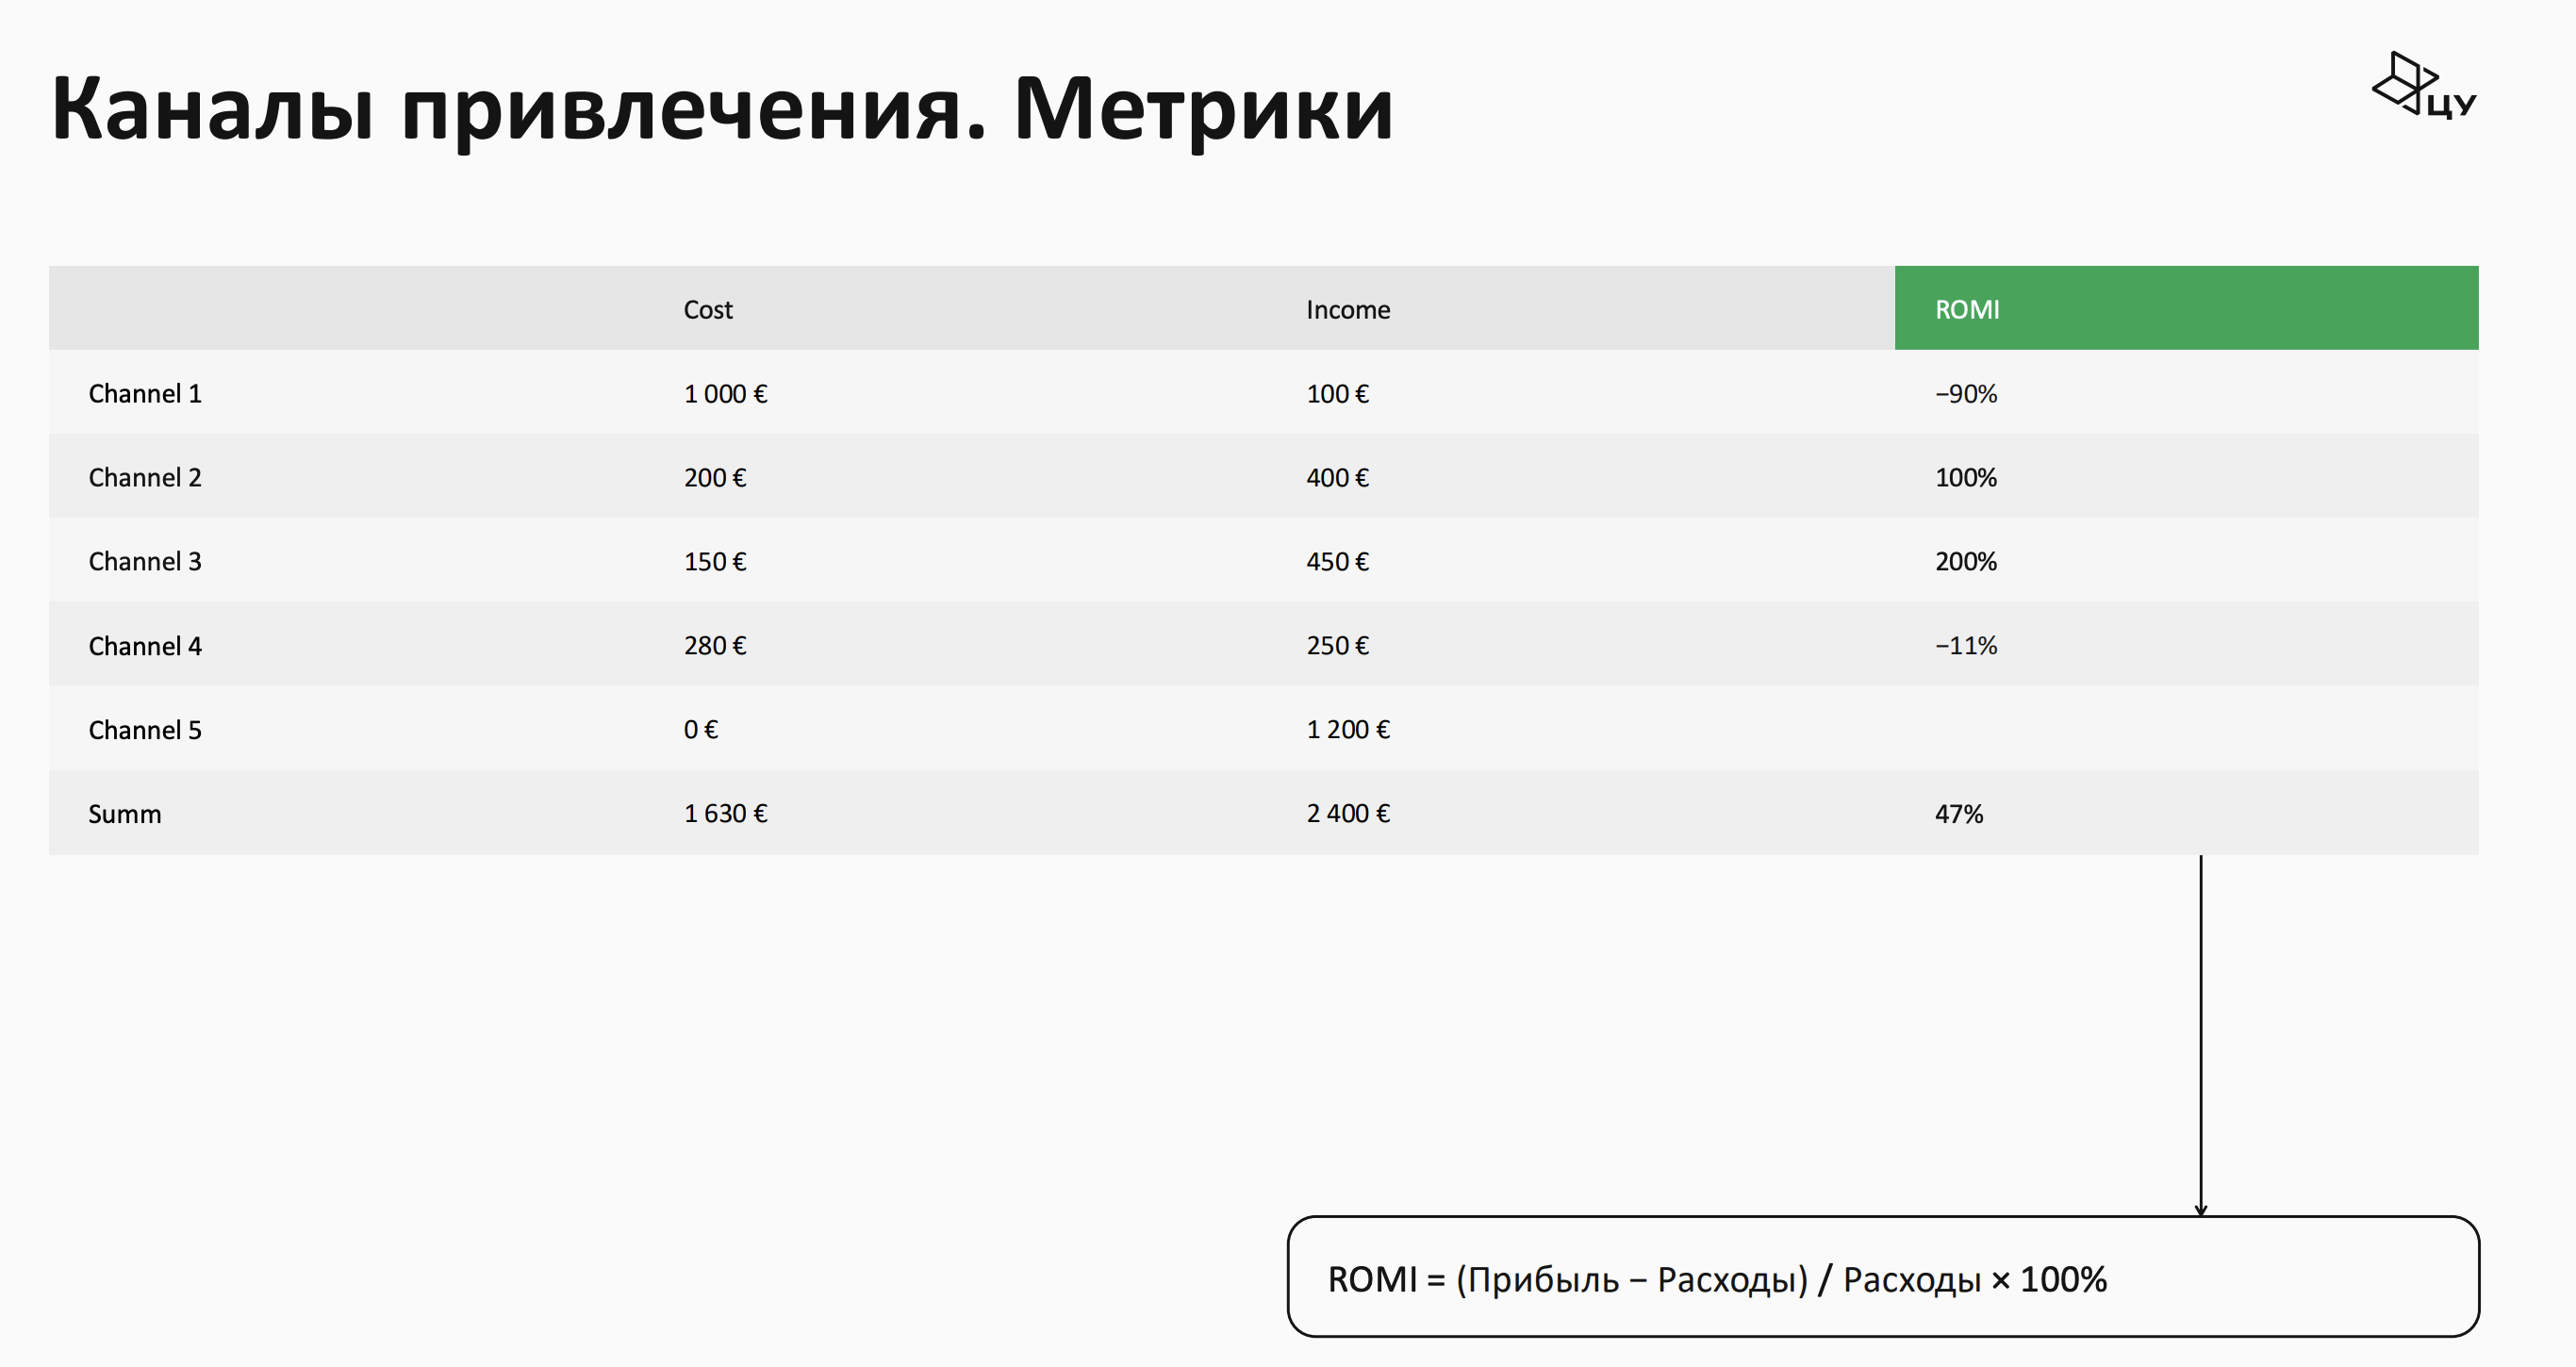 Каналы привлечения. Метрики
ЦУ
Cost Income ROMI
Channel 1 1 000 € 100 € −90%
Channel 2 200 € 400 € 100%
Channel 3 150 € 450 € 200%
Channel 4 280 € 250 € −11%
Channel 5 0 € 1 200 €
Summ 1 630 € 2 400 € 47%
ROMI = (Прибыль − Расходы) / Расходы × 100%